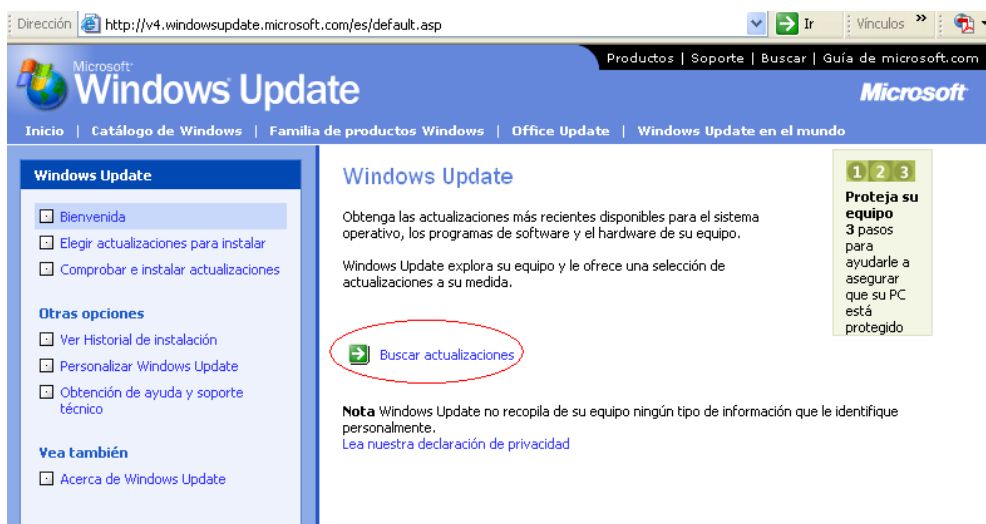 Dirección http://v4.windowsupdate.microsoft.com/es/default.asp Ir Vínculos »
Productos | Soporte | Buscar | Guía de microsoft.com
Microsoft
Windows Update
Microsoft
Inicio | Catálogo de Windows | Familia de productos Windows | Office Update | Windows Update en el mundo
Windows Update
Bienvenida
Elegir actualizaciones para instalar
Comprobar e instalar actualizaciones
Otras opciones
Ver Historial de instalación
Personalizar Windows Update
Obtención de ayuda y soporte
técnico
Vea también
Acerca de Windows Update
Windows Update
Obtenga las actualizaciones más recientes disponibles para el sistema
operativo, los programas de software y el hardware de su equipo.
Windows Update explora su equipo y le ofrece una selección de
actualizaciones a su medida.
Buscar actualizaciones
Nota Windows Update no recopila de su equipo ningún tipo de información que le identifique
personalmente.
Lea nuestra declaración de privacidad
1 2 3
Proteja su
equipo
3 pasos
para
ayudarle a
asegurar
que su PC
está
protegido